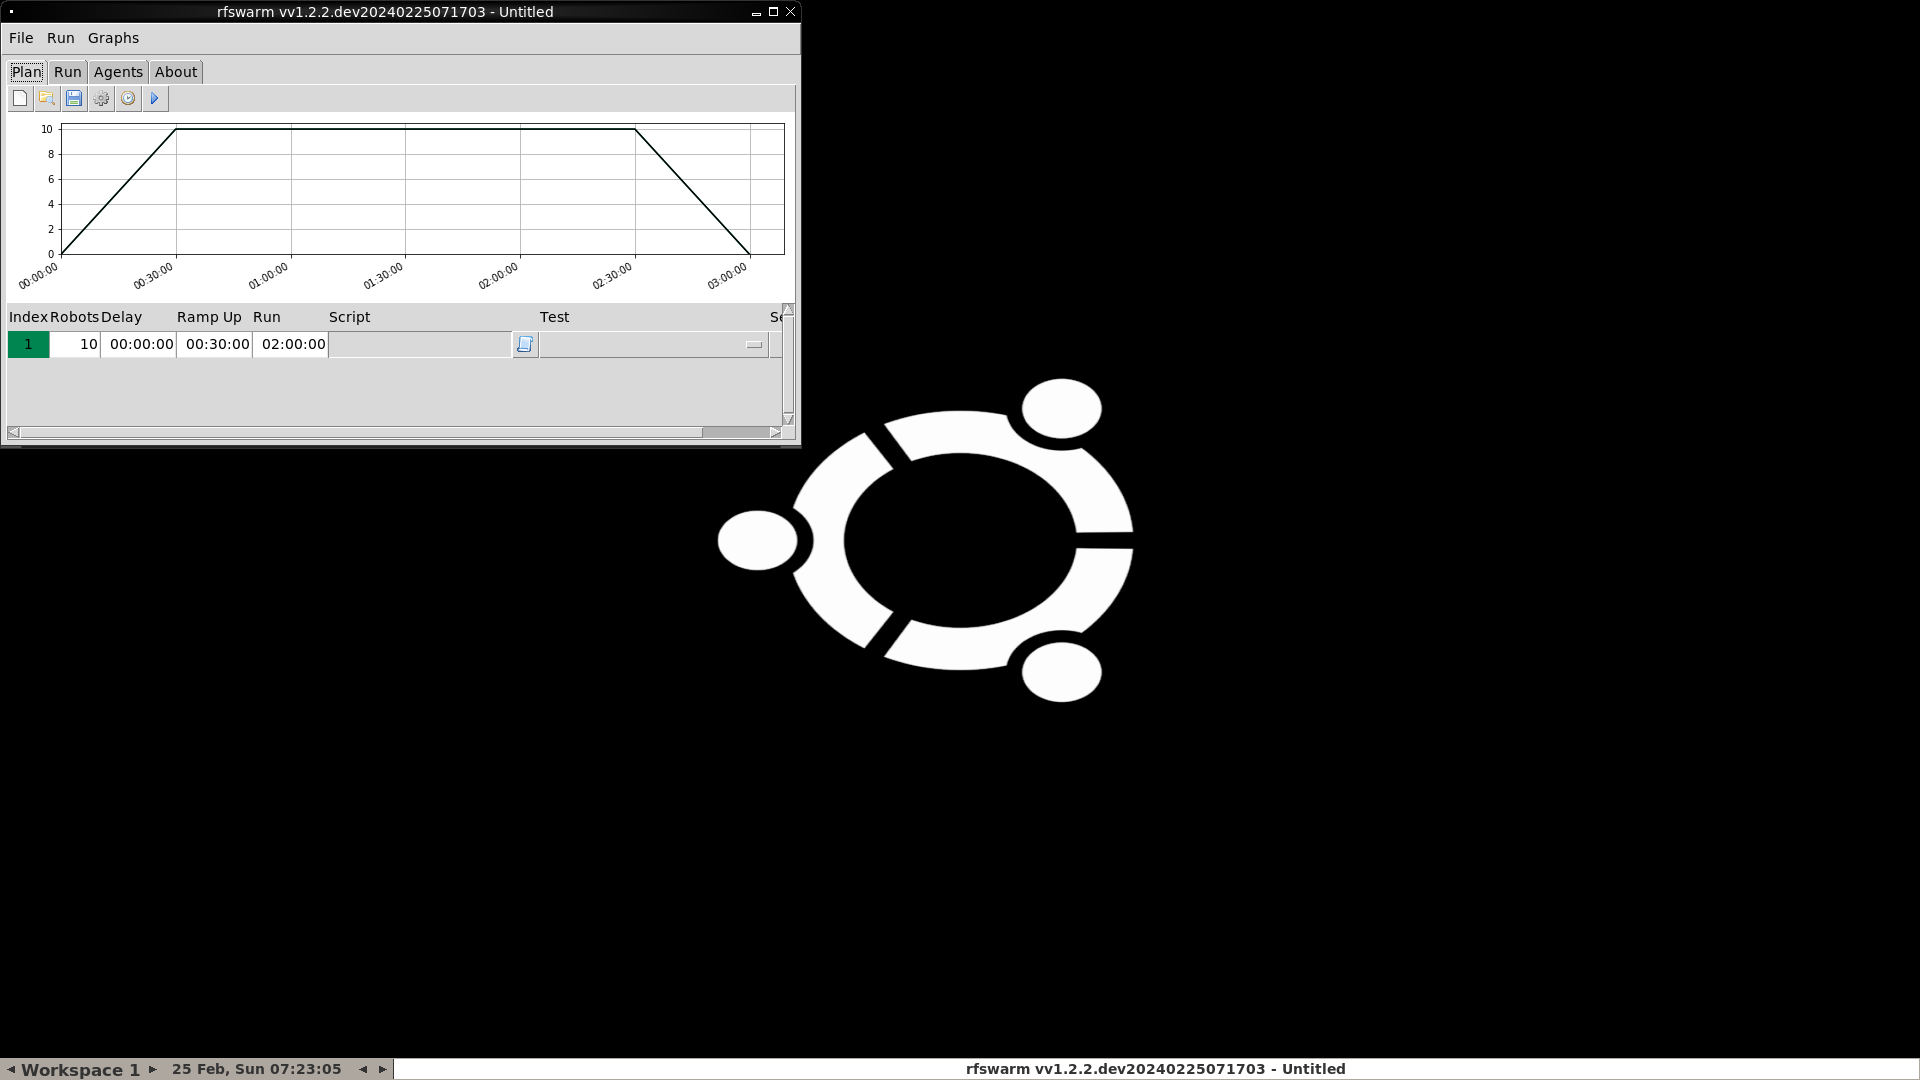 rfswarm vv1.2.2.dev20240225071703 - Untitled
File Run Graphs
Plan Run Agents About
10
8
6
4
2
0
00:00:00 00:30:00 01:00:00 01:30:00 02:00:00 02:30:00 03:00:00
Index Robots Delay Ramp Up Run Script Test Se
1 10 00:00:00 00:30:00 02:00:00
Workspace 1 25 Feb, Sun 07:23:05 rfswarm vv1.2.2.dev20240225071703 - Untitled